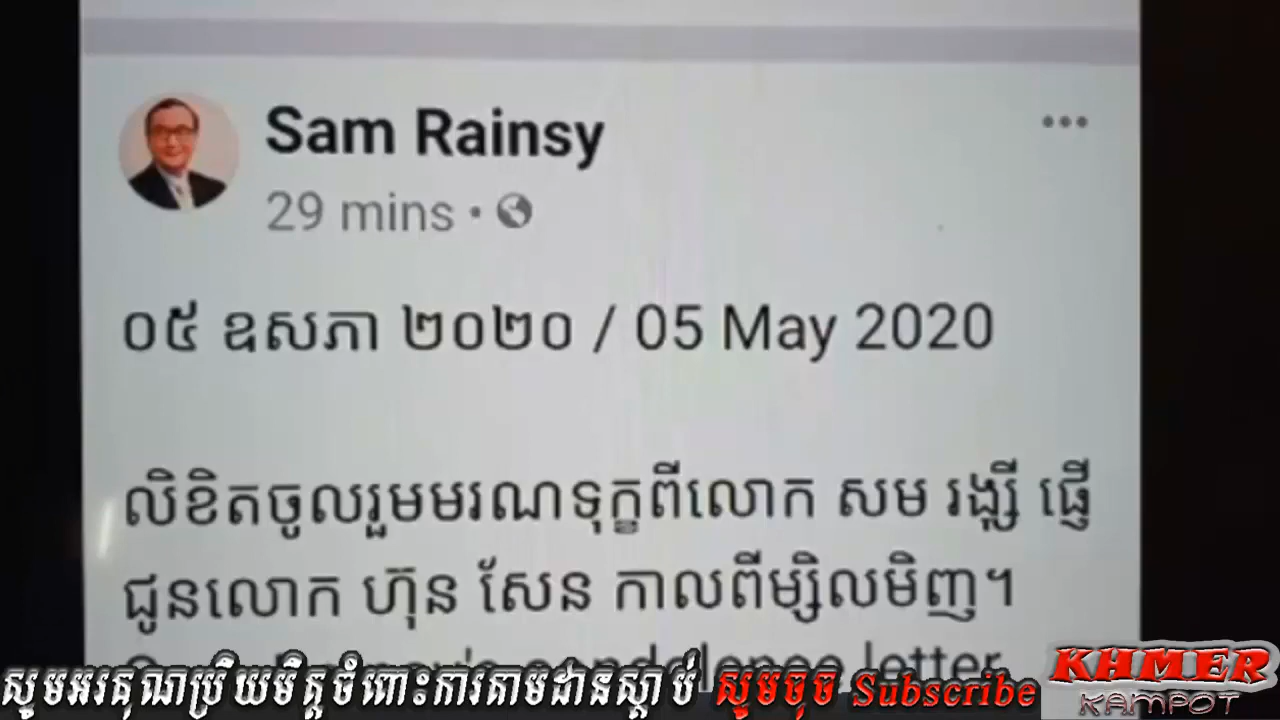 Sam Rainsy
29 mins
០៥ ឧសភា ២០២០ / 05 May 2020
លិខិតចូលរួមមរណទុក្ខពីលោក សម រង្ស៊ី ផ្ញើ
ជូនលោក ហ៊ុន សែន កាលពីម្សិលមិញ។
condolence letter
សូមអរគុណប្រិយមិត្តចំពោះការតាមដានស្តាប់ សូមចុច Subscribe
KHMER
KAMPOT